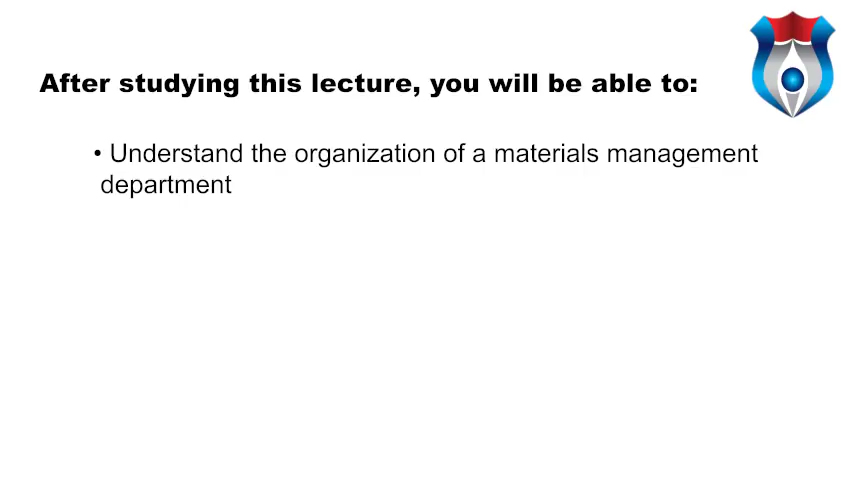 After studying this lecture, you will be able to:
• Understand the organization of a materials management
department